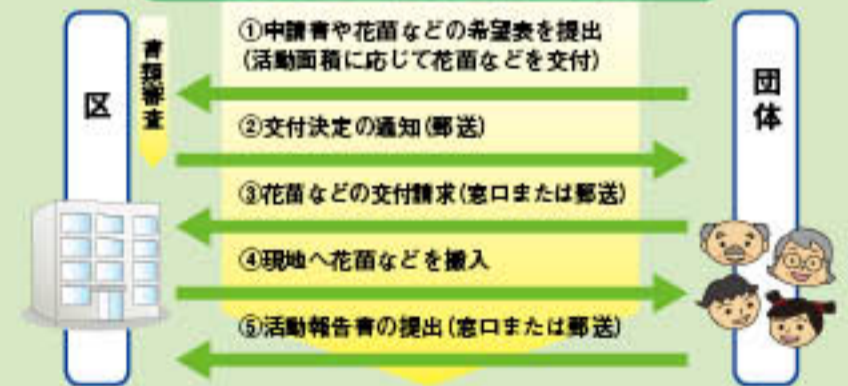 ①申請書や花苗などの希望表を提出
(活動面積に応じて花苗などを交付)
書類審査
区
団体
②交付決定の通知(郵送)
③花苗などの交付請求(窓口または郵送)
④現地へ花苗などを搬入
⑤活動報告書の提出(窓口または郵送)